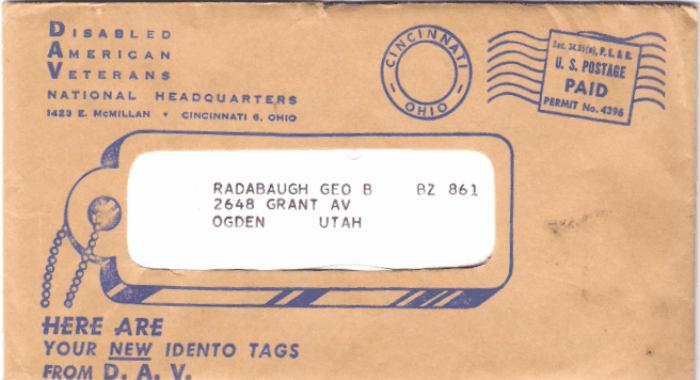 DISABLED
AMERICAN
VETERANS
NATIONAL HEADQUARTERS
1423 E. McMILLAN • CINCINNATI 6, OHIO
CINCINNATI
- OHIO -
Sec. 34.65(e), P. L. & R.
U. S. POSTAGE
PAID
PERMIT No. 4396
RADABAUGH GEO B BZ 861
2648 GRANT AV
OGDEN UTAH
HERE ARE
YOUR NEW IDENTO TAGS
FROM D. A. V.